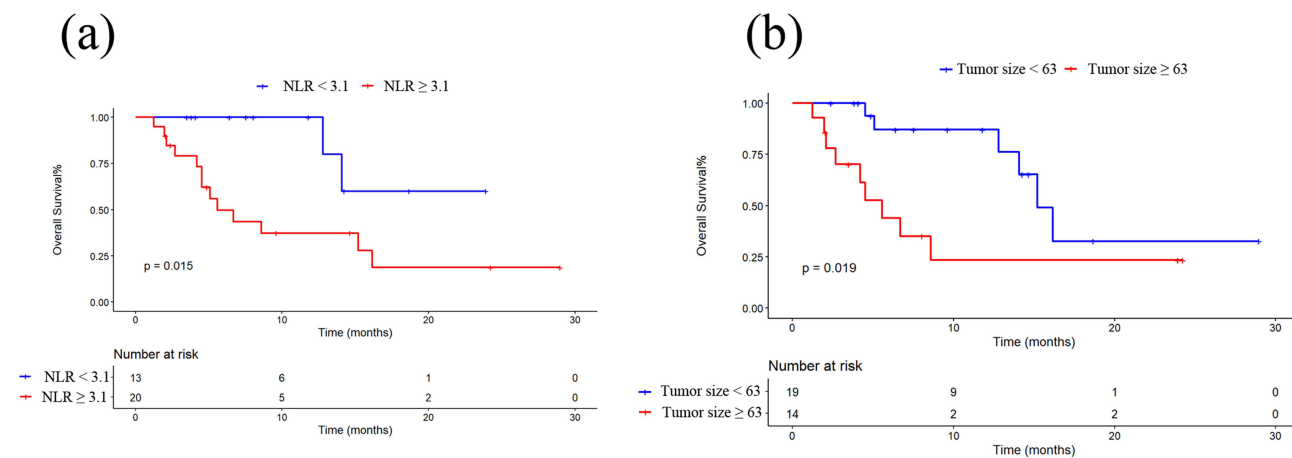 (a)
NLR < 3.1 NLR ≥ 3.1
Overall Survival%
1.00
0.75
0.50
0.25
0.00
p = 0.015
0 10 20 30
Time (months)
Number at risk
NLR < 3.1 13 6 1 0
NLR ≥ 3.1 20 5 2 0
0 10 20 30
Time (months)
(b)
Tumor size < 63 Tumor size ≥ 63
Overall Survival%
1.00
0.75
0.50
0.25
0.00
p = 0.019
0 10 20 30
Time (months)
Number at risk
Tumor size < 63 19 9 1 0
Tumor size ≥ 63 14 2 2 0
0 10 20 30
Time (months)